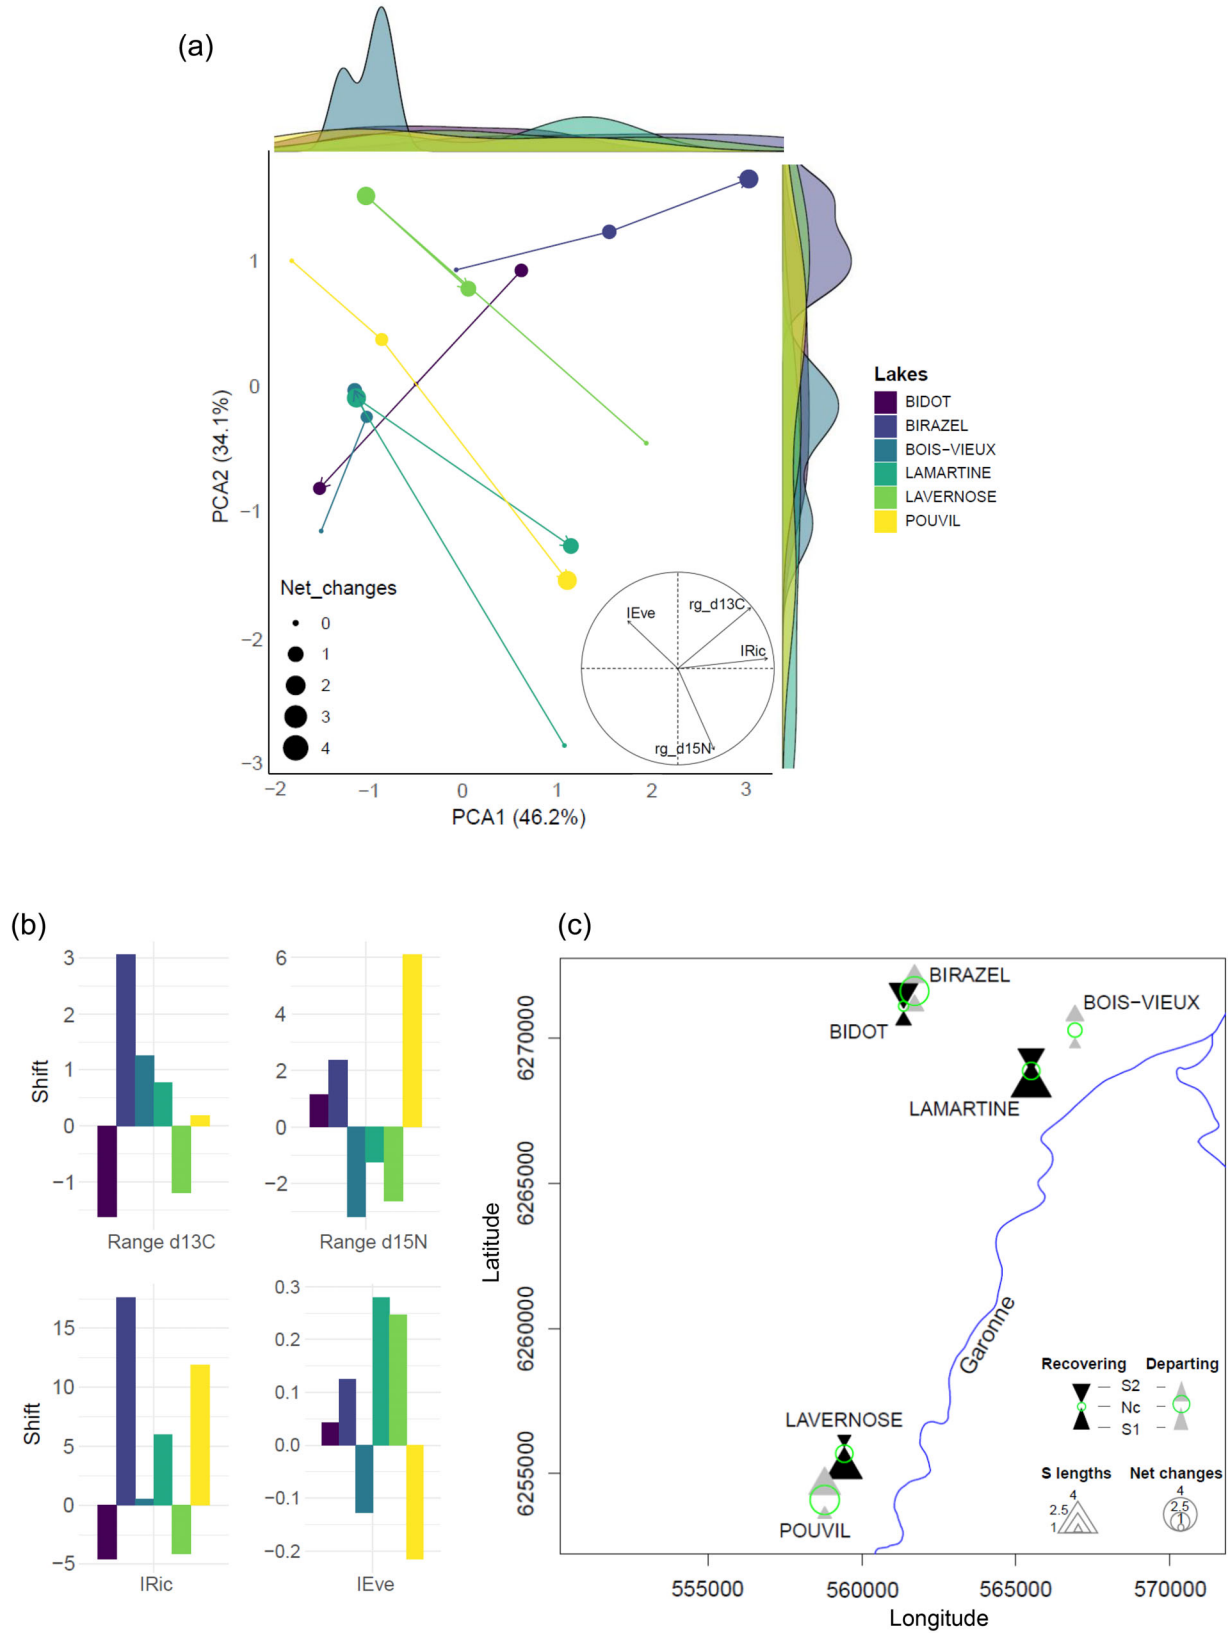 (a)
PCA2 (34.1%)
1
0
−1
−2
−3
−2
−1
0
1
2
3
PCA1 (46.2%)
Net_changes
0
1
2
3
4
IEve
rg_d13C
IRic
rg_d15N
Lakes
BIDOT
BIRAZEL
BOIS−VIEUX
LAMARTINE
LAVERNOSE
POUVIL
(b)
Shift
3
2
1
0
−1
Range d13C
6
4
2
0
−2
Range d15N
Shift
15
10
5
0
−5
IRic
0.3
0.2
0.1
0.0
−0.1
−0.2
IEve
(c)
Latitude
6270000
6265000
6260000
6255000
BIRAZEL
BIDOT
BOIS−VIEUX
LAMARTINE
Garonne
LAVERNOSE
POUVIL
Recovering Departing
S2
Nc
S1
S lengths Net changes
4
2.5
1
4
2.5
1
555000
560000
565000
570000
Longitude